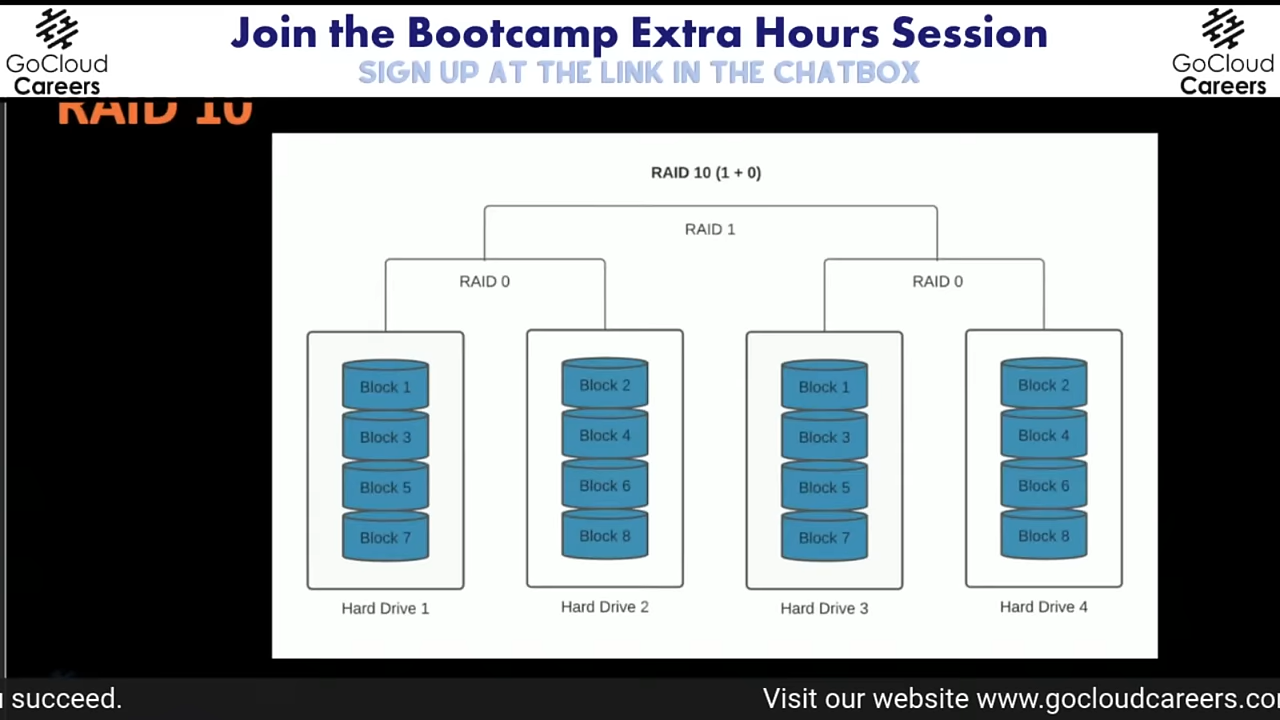 Join the Bootcamp Extra Hours Session
SIGN UP AT THE LINK IN THE CHATBOX
GoCloud
Careers
GoCloud
Careers
RAID 10
RAID 10 (1 + 0)
RAID 1
RAID 0
RAID 0
Block 1
Block 3
Block 5
Block 7
Hard Drive 1
Block 2
Block 4
Block 6
Block 8
Hard Drive 2
Block 1
Block 3
Block 5
Block 7
Hard Drive 3
Block 2
Block 4
Block 6
Block 8
Hard Drive 4
succeed.
Visit our website www.gocloudcareers.co